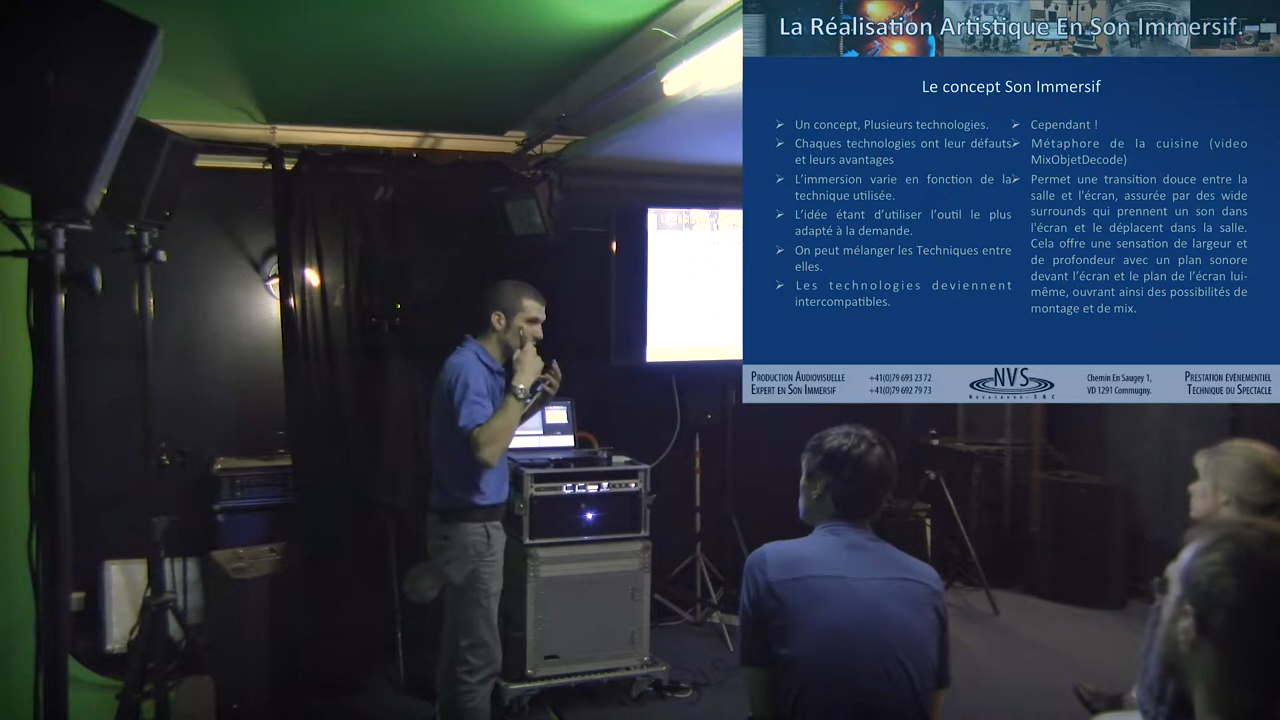 La Réalisation Artistique En Son Immersif.
Le concept Son Immersif
Un concept, Plusieurs technologies.
Chaques technologies ont leur défauts
et leurs avantages
L'immersion varie en fonction de la
technique utilisée.
L'idée étant d'utiliser l'outil le plus
adapté à la demande.
On peut mélanger les Techniques entre
elles.
Les technologies deviennent
intercompatibles.
Cependant !
Métaphore de la cuisine (video
MixObjetDecode)
Permet une transition douce entre la
salle et l'écran, assurée par des wide
surrounds qui prennent un son dans
l'écran et le déplacent dans la salle.
Cela offre une sensation de largeur et
de profondeur avec un plan sonore
devant l'écran et le plan de l'écran lui-
même, ouvrant ainsi des possibilités de
montage et de mix.
PRODUCTION AUDIOVISUELLE
EXPERT EN SON IMMERSIF
+41(0)79 693 23 72
+41(0)79 692 79 73
NVS
Chemin En Saugey 1,
VD 1291 Commugny.
PRESTATION ÉVÉNEMENTIEL
TECHNIQUE DU SPECTACLE